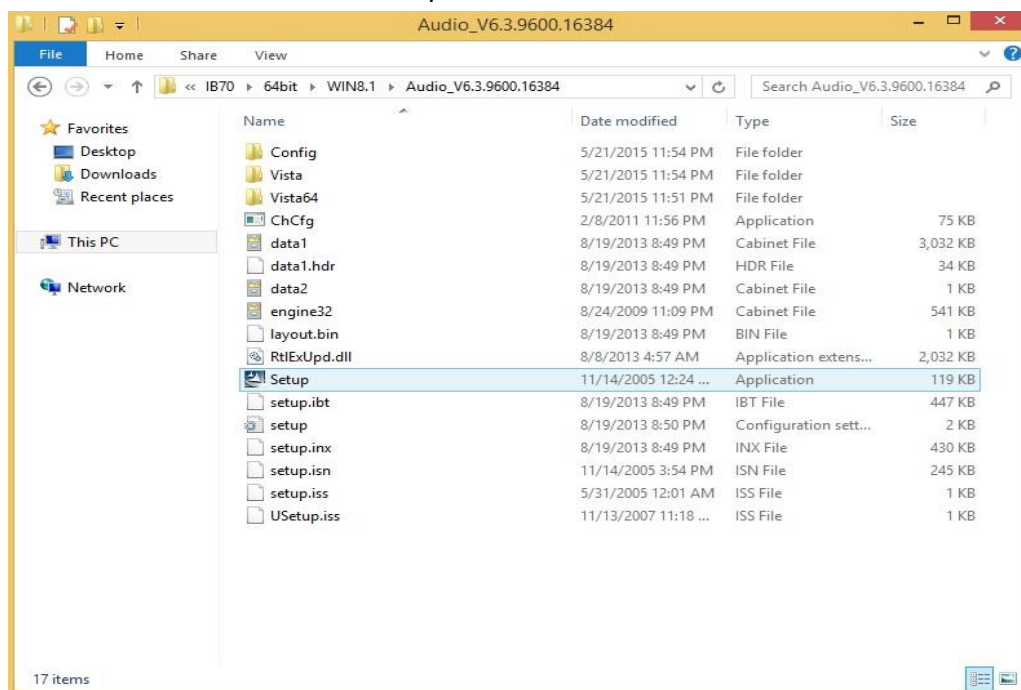 Audio_V6.3.9600.16384
File Home Share View
« IB70 ▸ 64bit ▸ WIN8.1 ▸ Audio_V6.3.9600.16384 Search Audio_V6.3.9600.16384
Name Date modified Type Size
Favorites
Desktop
Downloads
Recent places
This PC
Network
Config 5/21/2015 11:54 PM File folder
Vista 5/21/2015 11:54 PM File folder
Vista64 5/21/2015 11:51 PM File folder
ChCfg 2/8/2011 11:56 PM Application 75 KB
data1 8/19/2013 8:49 PM Cabinet File 3,032 KB
data1.hdr 8/19/2013 8:49 PM HDR File 34 KB
data2 8/19/2013 8:49 PM Cabinet File 1 KB
engine32 8/24/2009 11:09 PM Cabinet File 541 KB
layout.bin 8/19/2013 8:49 PM BIN File 1 KB
RtlExUpd.dll 8/8/2013 4:57 AM Application extens... 2,032 KB
Setup 11/14/2005 12:24 ... Application 119 KB
setup.ibt 8/19/2013 8:49 PM IBT File 447 KB
setup 8/19/2013 8:50 PM Configuration sett... 2 KB
setup.inx 8/19/2013 8:49 PM INX File 430 KB
setup.isn 11/14/2005 3:54 PM ISN File 245 KB
setup.iss 5/31/2005 12:01 AM ISS File 1 KB
USetup.iss 11/13/2007 11:18 ... ISS File 1 KB
17 items